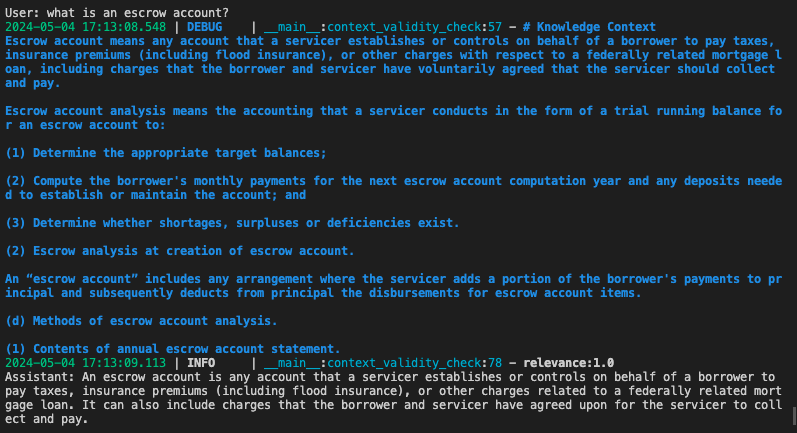 User: what is an escrow account?
2024-05-04 17:13:08.548 | DEBUG    | __main__:context_validity_check:57 - # Knowledge Context
Escrow account means any account that a servicer establishes or controls on behalf of a borrower to pay taxes,
insurance premiums (including flood insurance), or other charges with respect to a federally related mortgage l
oan, including charges that the borrower and servicer have voluntarily agreed that the servicer should collect
and pay.

Escrow account analysis means the accounting that a servicer conducts in the form of a trial running balance fo
r an escrow account to:

(1) Determine the appropriate target balances;

(2) Compute the borrower's monthly payments for the next escrow account computation year and any deposits neede
d to establish or maintain the account; and

(3) Determine whether shortages, surpluses or deficiencies exist.

(2) Escrow analysis at creation of escrow account.

An “escrow account” includes any arrangement where the servicer adds a portion of the borrower's payments to pr
incipal and subsequently deducts from principal the disbursements for escrow account items.

(d) Methods of escrow account analysis.

(1) Contents of annual escrow account statement.
2024-05-04 17:13:09.113 | INFO     | __main__:context_validity_check:78 - relevance:1.0
Assistant: An escrow account is any account that a servicer establishes or controls on behalf of a borrower to
pay taxes, insurance premiums (including flood insurance), or other charges related to a federally related mort
gage loan. It can also include charges that the borrower and servicer have agreed upon for the servicer to coll
ect and pay.